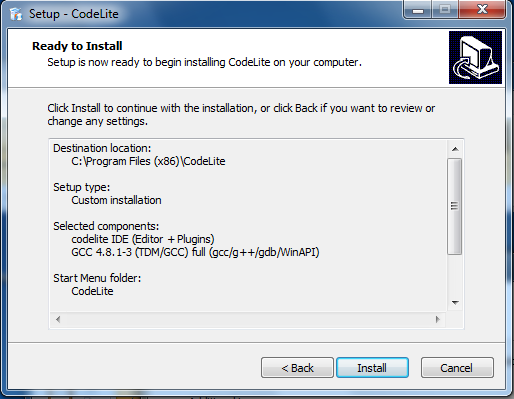 Setup - CodeLite
Ready to Install
Setup is now ready to begin installing CodeLite on your computer.
Click Install to continue with the installation, or click Back if you want to review or
change any settings.
Destination location:
C:\Program Files (x86)\CodeLite
Setup type:
Custom installation
Selected components:
codelite IDE (Editor + Plugins)
GCC 4.8.1-3 (TDM/GCC) full (gcc/g++/gdb/WinAPI)
Start Menu folder:
CodeLite
< Back
Install
Cancel